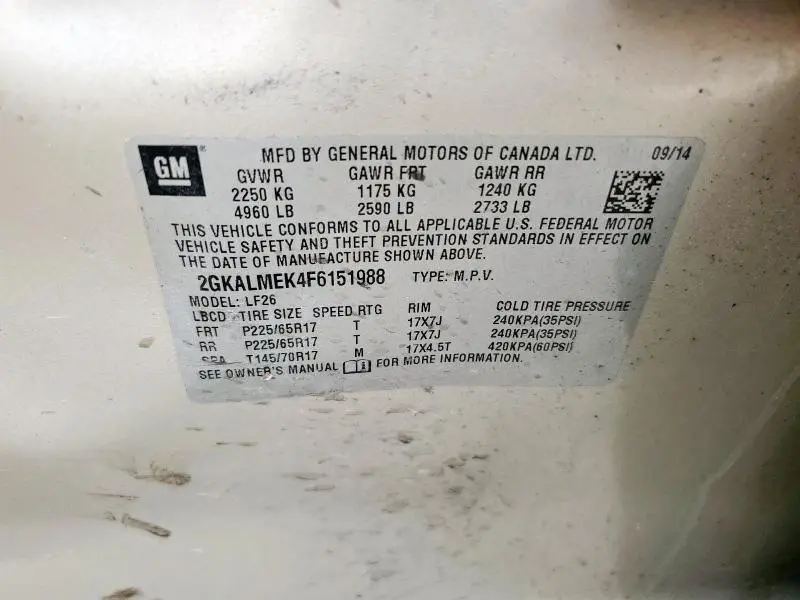 GM® MFD BY GENERAL MOTORS OF CANADA LTD. 09/14
GVWR GAWR FRT GAWR RR
2250 KG 1175 KG 1240 KG
4960 LB 2590 LB 2733 LB
THIS VEHICLE CONFORMS TO ALL APPLICABLE U.S. FEDERAL MOTOR
VEHICLE SAFETY AND THEFT PREVENTION STANDARDS IN EFFECT ON
THE DATE OF MANUFACTURE SHOWN ABOVE.
2GKALMEK4F6151988 TYPE: M.P.V.
MODEL: LF26
LBCD TIRE SIZE SPEED RTG RIM COLD TIRE PRESSURE
FRT P225/65R17 T 17X7J 240KPA(35PSI)
RR P225/65R17 T 17X7J 240KPA(35PSI)
SPA T145/70R17 M 17X4.5T 420KPA(60PSI)
SEE OWNER'S MANUAL FOR MORE INFORMATION.